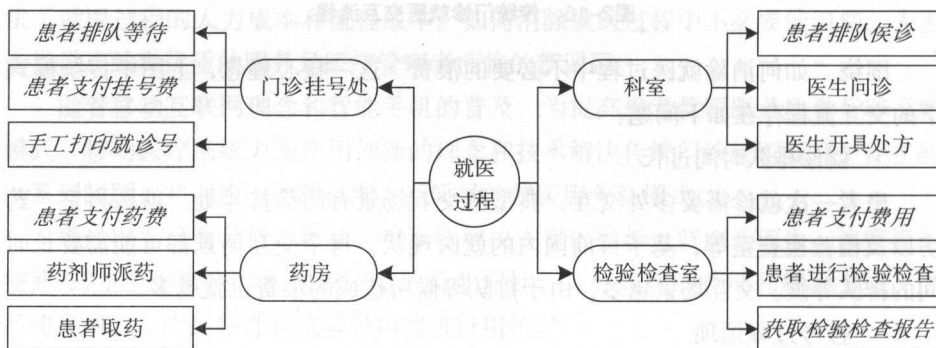 患者排队等待
患者支付挂号费
手工打印就诊号
门诊挂号处
科室
患者排队候诊
医生问诊
医生开具处方
就医
过程
患者支付药费
药剂师派药
患者取药
药房
检验检查室
患者支付费用
患者进行检验检查
获取检验检查报告